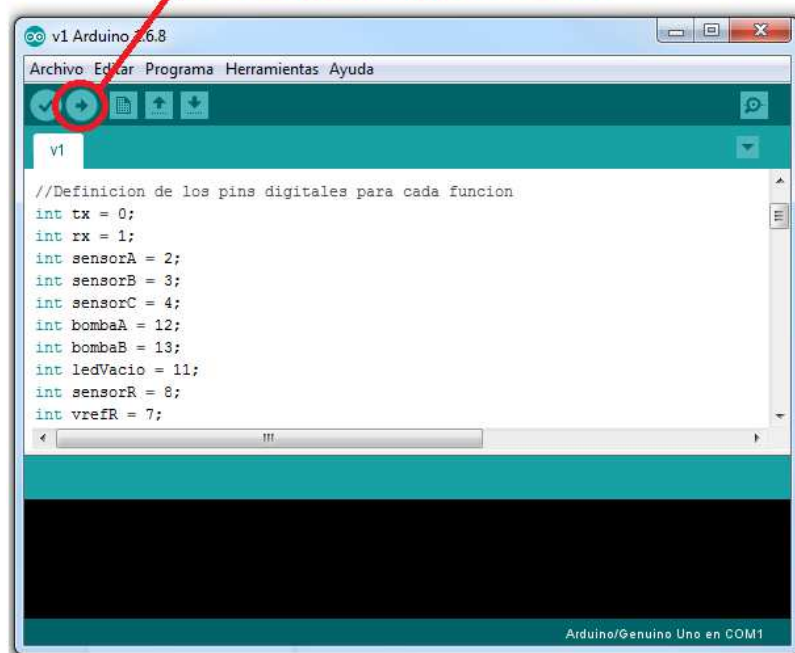 v1 Arduino 1.6.8
Archivo Editar Programa Herramientas Ayuda
v1
//Definicion de los pins digitales para cada funcion
int tx = 0;
int rx = 1;
int sensorA = 2;
int sensorB = 3;
int sensorC = 4;
int bombaA = 12;
int bombaB = 13;
int ledVacio = 11;
int sensorR = 8;
int vrefR = 7;
Arduino/Genuino Uno en COM1